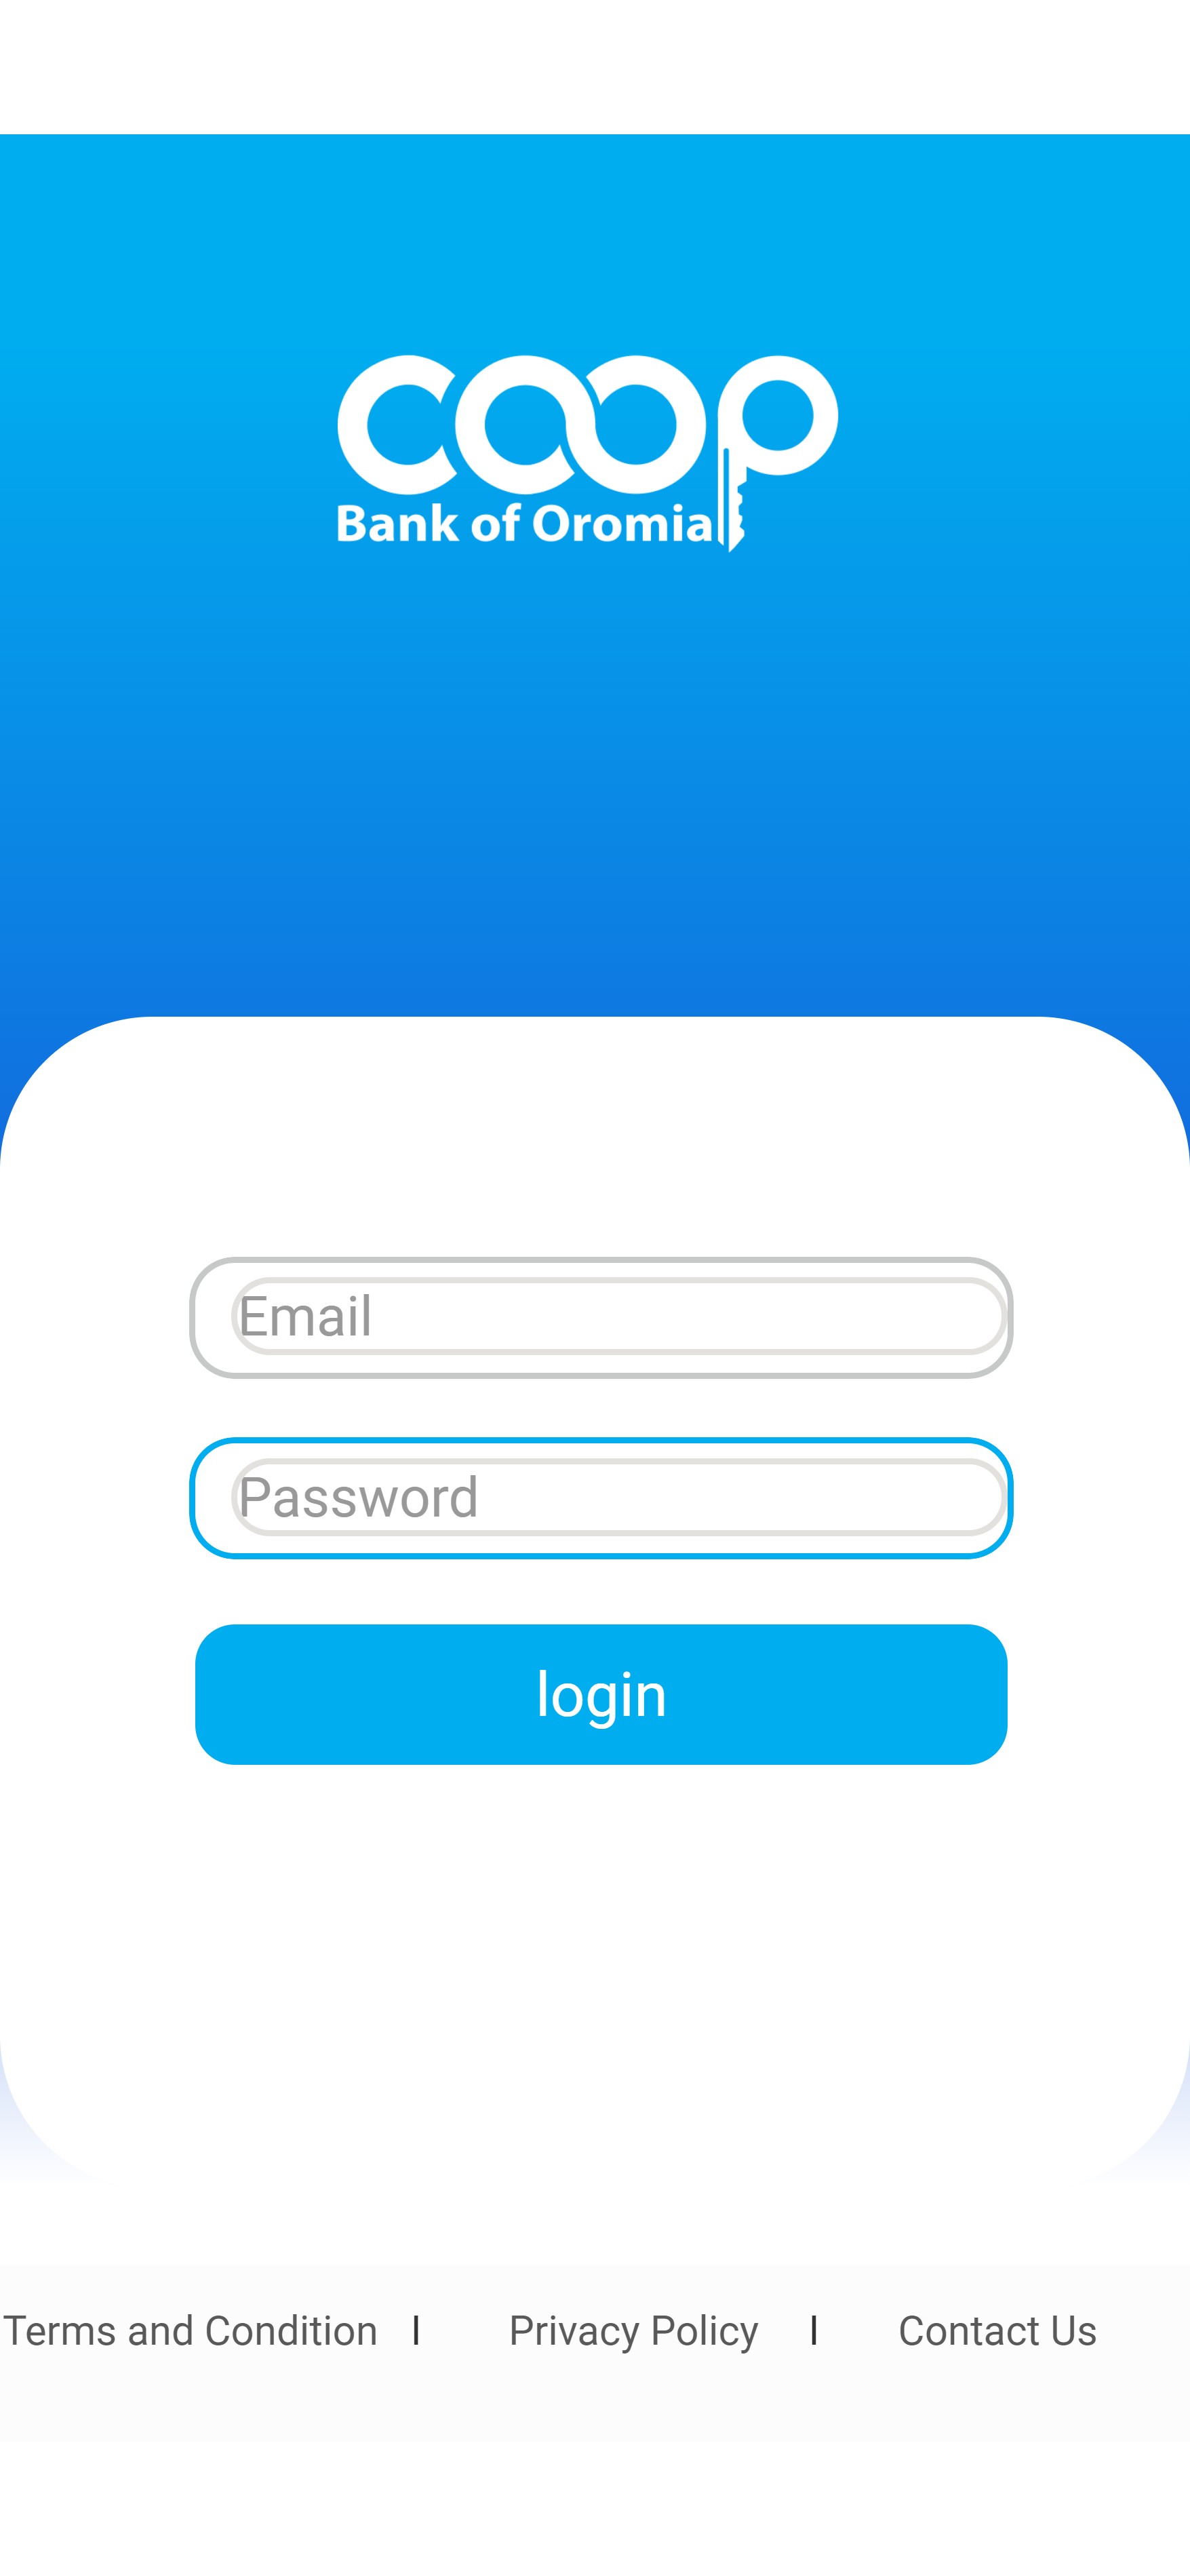 coop
Bank of Oromia
Email
Password
login
Terms and Condition I Privacy Policy I Contact Us